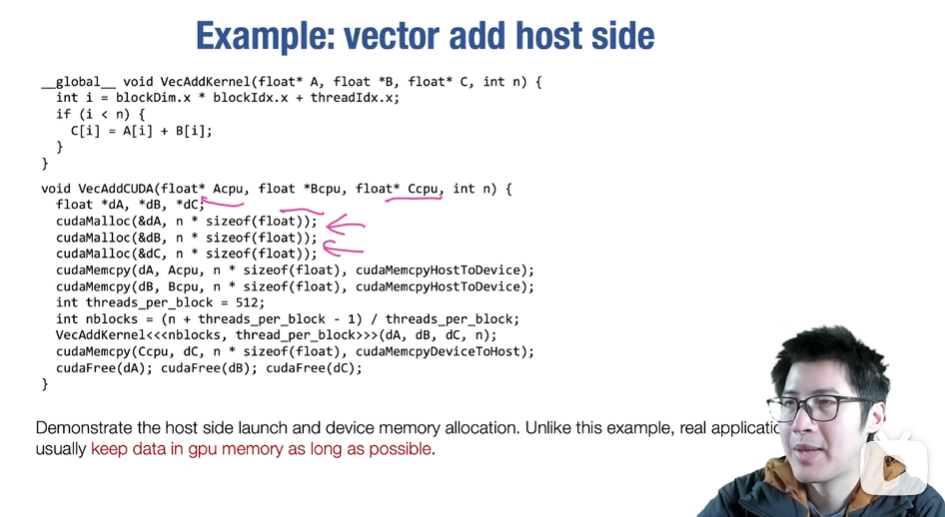 Example: vector add host side
__global__ void VecAddKernel(float* A, float *B, float* C, int n) {
int i = blockDim.x * blockIdx.x + threadIdx.x;
if (i < n) {
C[i] = A[i] + B[i];
}
}
void VecAddCUDA(float* Acpu, float *Bcpu, float* Ccpu, int n) {
float *dA, *dB, *dC;
cudaMalloc(&dA, n * sizeof(float));
cudaMalloc(&dB, n * sizeof(float));
cudaMalloc(&dC, n * sizeof(float));
cudaMemcpy(dA, Acpu, n * sizeof(float), cudaMemcpyHostToDevice);
cudaMemcpy(dB, Bcpu, n * sizeof(float), cudaMemcpyHostToDevice);
int threads_per_block = 512;
int nblocks = (n + threads_per_block - 1) / threads_per_block;
VecAddKernel<<<nblocks, thread_per_block>>>(dA, dB, dC, n);
cudaMemcpy(Ccpu, dC, n * sizeof(float), cudaMemcpyDeviceToHost);
cudaFree(dA); cudaFree(dB); cudaFree(dC);
}
Demonstrate the host side launch and device memory allocation. Unlike this example, real
usually keep data in gpu memory as long as possible.